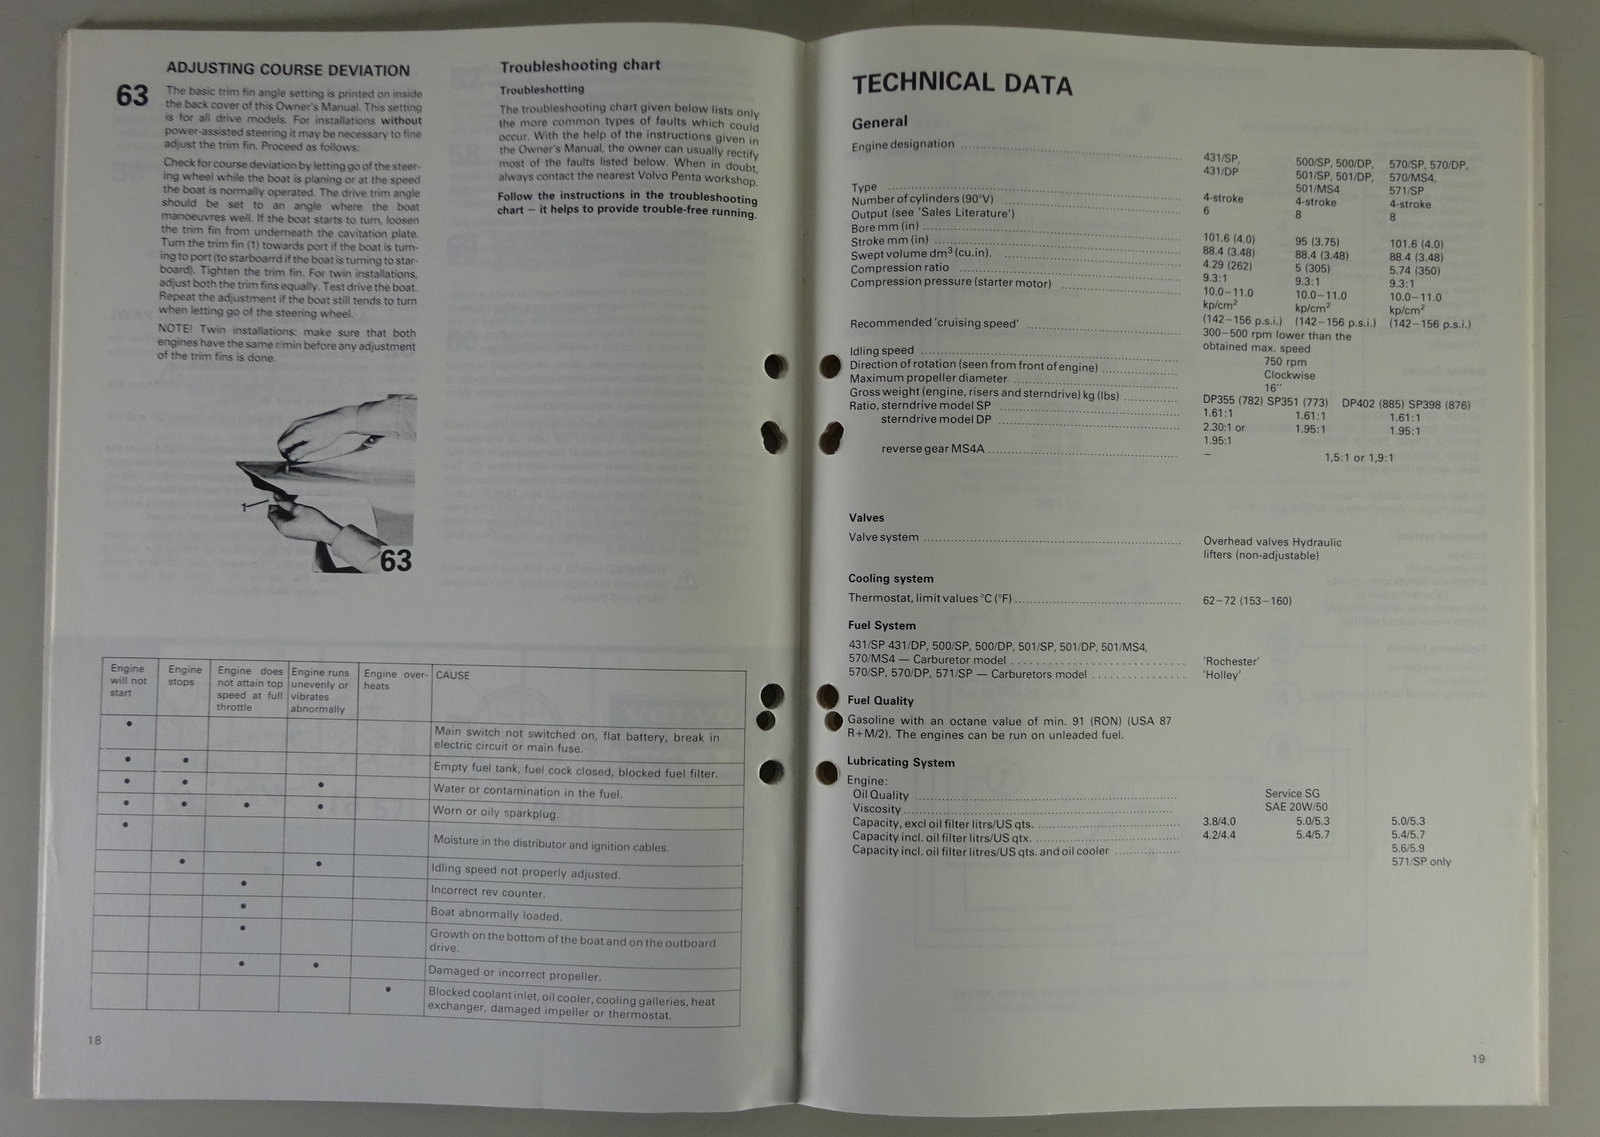 ADJUSTING COURSE DEVIATION
63
The basic trim fin angle setting is printed on inside
the back cover of this Owner's Manual. This setting
is for all drive models. For installations without
power-assisted steering it may be necessary to fine
adjust the trim fin. Proceed as follows:
Check for course deviation by letting go of the steer-
ing wheel while the boat is planing or at the speed
the boat is normally operated. The drive trim angle
should be set to an angle where the boat
manoeuvres well. If the boat starts to turn, loosen
the trim fin from underneath the cavitation plate.
Turn the trim fin (1) towards port if the boat is turn-
ing to port (to starboarrd if the boat is turning to star-
board). Tighten the trim fin. For twin installations,
adjust both the trim fins equally. Test drive the boat.
Repeat the adjustment if the boat still tends to turn
when letting go of the steering wheel.
NOTE! Twin installations: make sure that both
engines have the same r/min before any adjustment
of the trim fins is done.
1
63
Troubleshooting chart
Troubleshotting
The troubleshooting chart given below lists only
the more common types of faults which could
occur. With the help of the instructions given in
the Owner's Manual, the owner can usually rectify
most of the faults listed below. When in doubt,
always contact the nearest Volvo Penta workshop.
Follow the instructions in the troubleshooting
chart – it helps to provide trouble-free running.
Engine will not start | Engine stops | Engine does not attain top speed at full throttle | Engine runs unevenly or vibrates abnormally | Engine over-heats | CAUSE
• Main switch not switched on, flat battery, break in
electric circuit or main fuse.
• • Empty fuel tank, fuel cock closed, blocked fuel filter.
• • • Water or contamination in the fuel.
• • • • Worn or oily sparkplug.
• Moisture in the distributor and ignition cables.
• • Idling speed not properly adjusted.
• Incorrect rev counter.
• Boat abnormally loaded.
• Growth on the bottom of the boat and on the outboard
drive.
• • Damaged or incorrect propeller.
• Blocked coolant inlet, oil cooler, cooling galleries, heat
exchanger, damaged impeller or thermostat.
18
TECHNICAL DATA
General
Engine designation 431/SP, 500/SP, 500/DP, 570/SP, 570/DP,
431/DP 501/SP, 501/DP, 570/MS4,
501/MS4 571/SP
Type 4-stroke 4-stroke 4-stroke
Number of cylinders (90°V) 6 8 8
Output (see 'Sales Literature')
Bore mm (in) 101.6 (4.0) 95 (3.75) 101.6 (4.0)
Stroke mm (in) 88.4 (3.48) 88.4 (3.48) 88.4 (3.48)
Swept volume dm³ (cu.in). 4.29 (262) 5 (305) 5.74 (350)
Compression ratio 9.3:1 9.3:1 9.3:1
Compression pressure (starter motor) 10.0–11.0 10.0–11.0 10.0–11.0
kp/cm² kp/cm² kp/cm²
(142–156 p.s.i.) (142–156 p.s.i.) (142–156 p.s.i.)
Recommended 'cruising speed' 300–500 rpm lower than the
obtained max. speed
Idling speed 750 rpm
Direction of rotation (seen from front of engine) Clockwise
Maximum propeller diameter 16''
Gross weight (engine, risers and sterndrive) kg (lbs) DP355 (782) SP351 (773) DP402 (885) SP398 (876)
Ratio, sterndrive model SP 1.61:1 1.61:1 1.61:1
sterndrive model DP 2.30:1 or 1.95:1 1.95:1
1.95:1
reverse gear MS4A – 1,5:1 or 1,9:1
Valves
Valve system Overhead valves Hydraulic
lifters (non-adjustable)
Cooling system
Thermostat, limit values °C (°F) 62–72 (153–160)
Fuel System
431/SP 431/DP, 500/SP, 500/DP, 501/SP, 501/DP, 501/MS4,
570/MS4 — Carburetor model 'Rochester'
570/SP, 570/DP, 571/SP — Carburetors model 'Holley'
Fuel Quality
Gasoline with an octane value of min. 91 (RON) (USA 87
R+M/2). The engines can be run on unleaded fuel.
Lubricating System
Engine:
Oil Quality Service SG
Viscosity SAE 20W/50
Capacity, excl oil filter litrs/US qts. 3.8/4.0 5.0/5.3 5.0/5.3
Capacity incl. oil filter litrs/US qtx. 4.2/4.4 5.4/5.7 5.4/5.7
Capacity incl. oil filter litres/US qts. and oil cooler 5.6/5.9
571/SP only
19